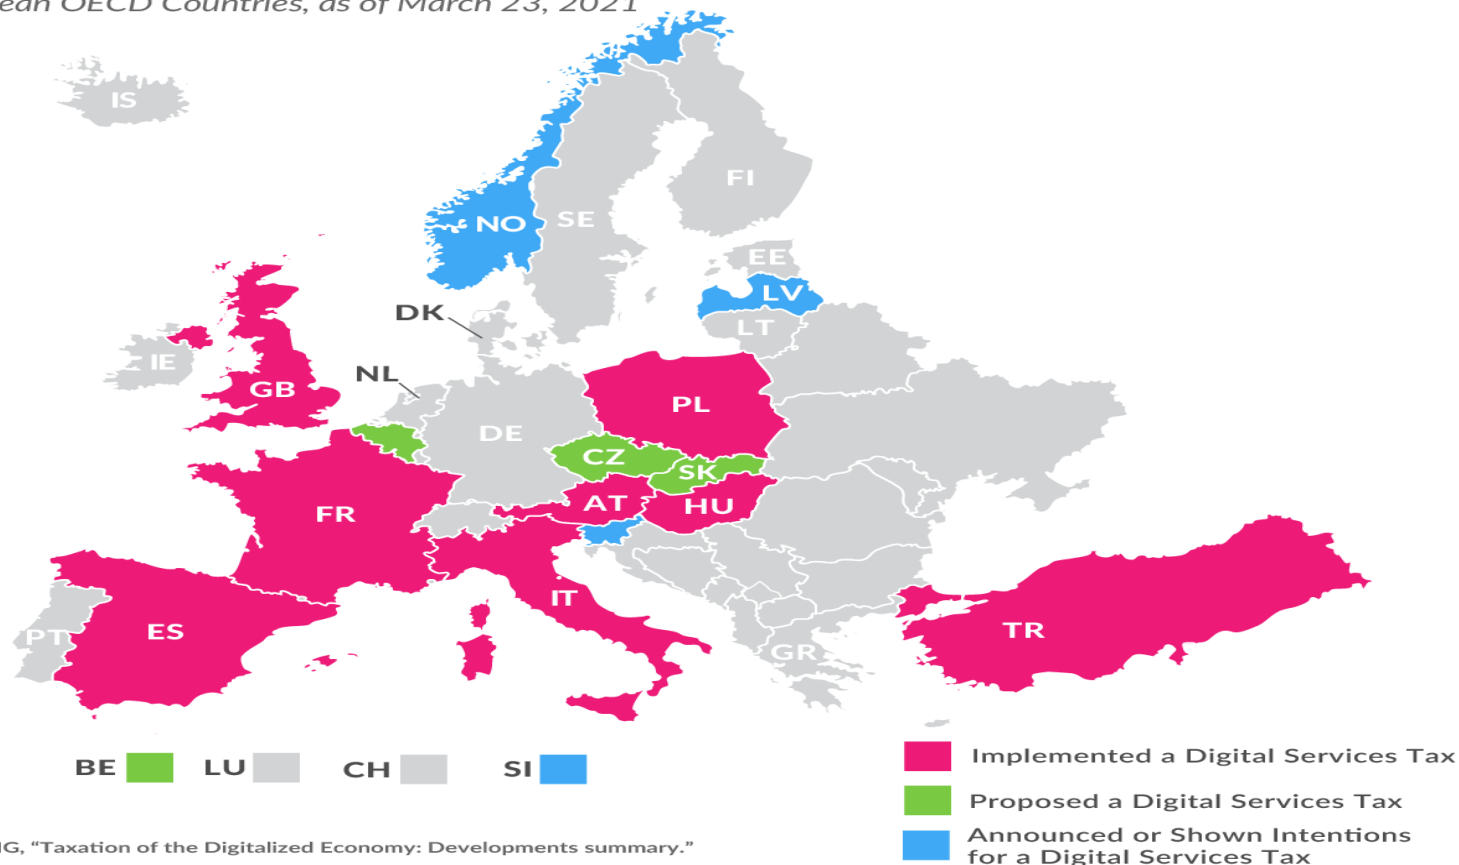 ean OECD Countries, as of March 23, 2021
IS
FI
NO
SE
EE
LV
DK
LT
IE
NL
GB
PL
DE
CZ
SK
AT
HU
FR
IT
ES
TR
PT
GR
BE
LU
CH
SI
Implemented a Digital Services Tax
Proposed a Digital Services Tax
Announced or Shown Intentions
for a Digital Services Tax
G, “Taxation of the Digitalized Economy: Developments summary.”